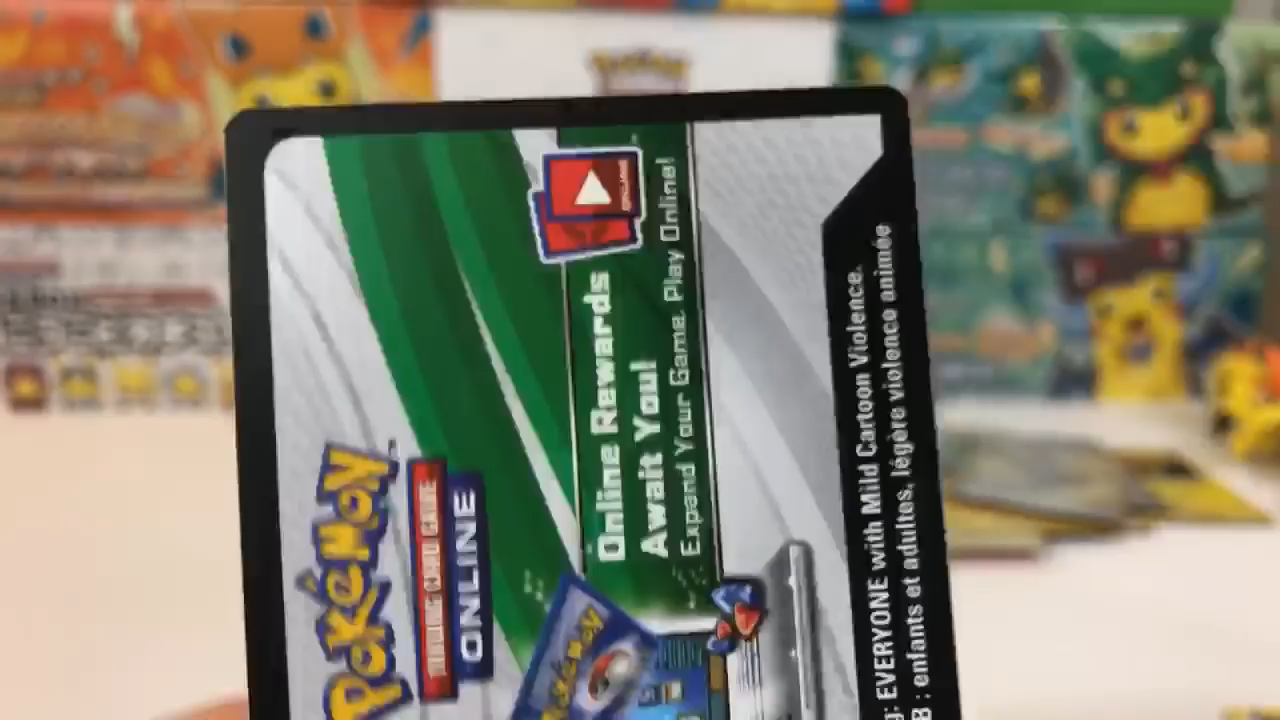 Pokémon
TRADING CARD GAME
ONLINE
Online Rewards
Await You!
Expand Your Game. Play Online!
Pokémon
EVERYONE with Mild Cartoon Violence.
B : enfants et adultes, légère violence animée